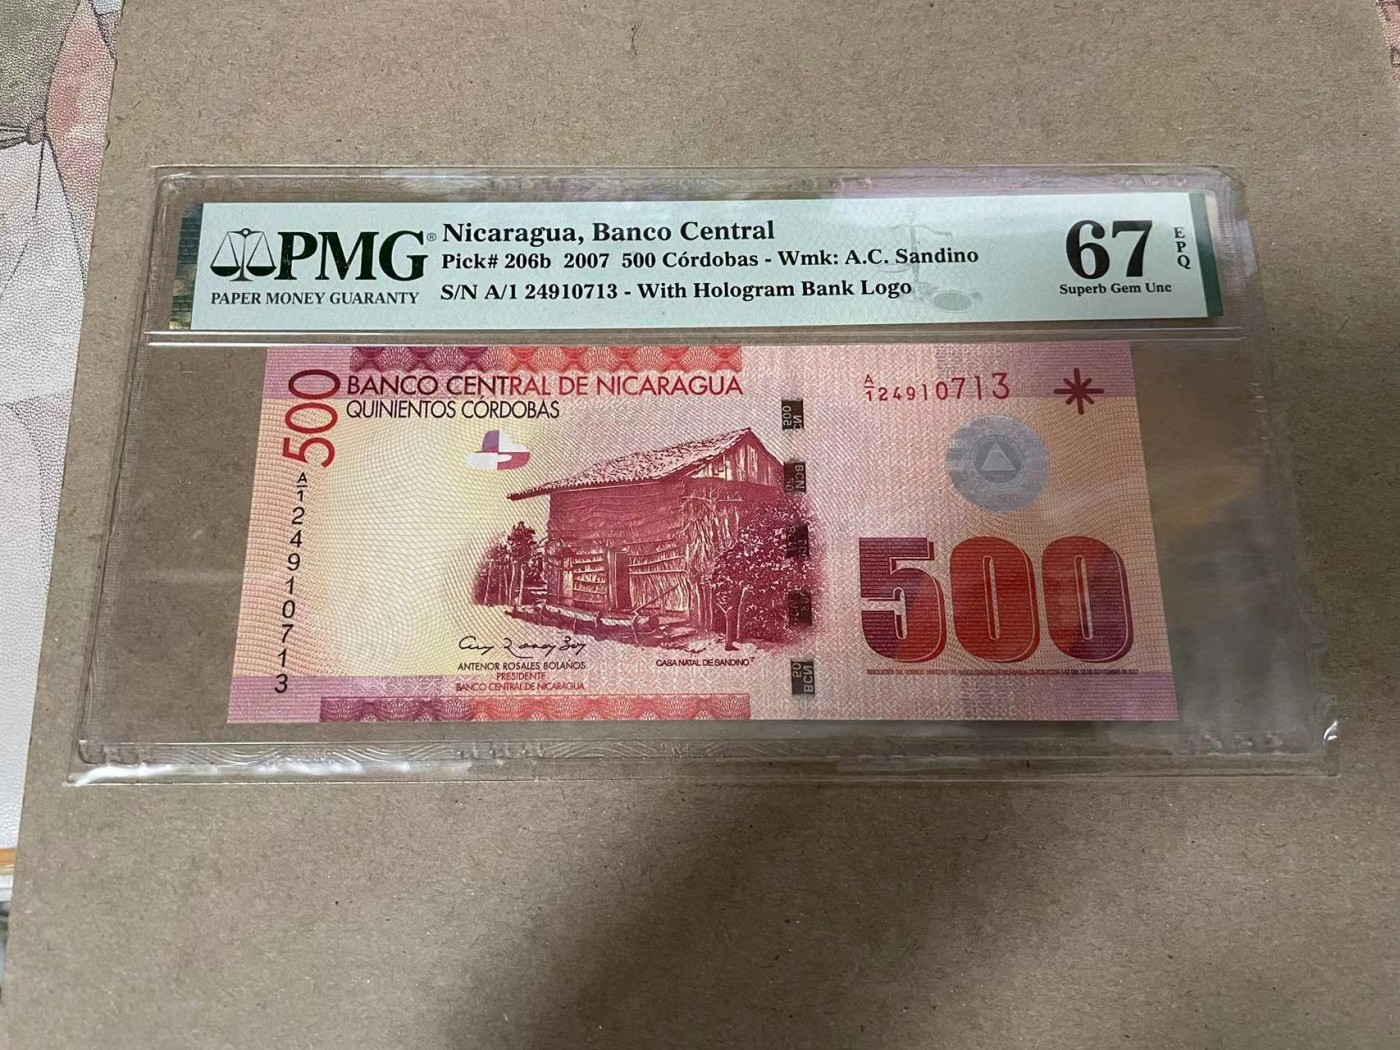 PMG®
PAPER MONEY GUARANTY
Nicaragua, Banco Central
Pick# 206b 2007 500 Córdobas - Wmk: A.C. Sandino
S/N A/1 24910713 - With Hologram Bank Logo
67
EPQ
Superb Gem Unc
500
BANCO CENTRAL DE NICARAGUA
QUINIENTOS CÓRDOBAS
A/1 24910713
A/1 24910713
BCN
500
ANTENOR ROSALES BOLAÑOS
PRESIDENTE
BANCO CENTRAL DE NICARAGUA
CASA NATAL DE SANDINO
BCN